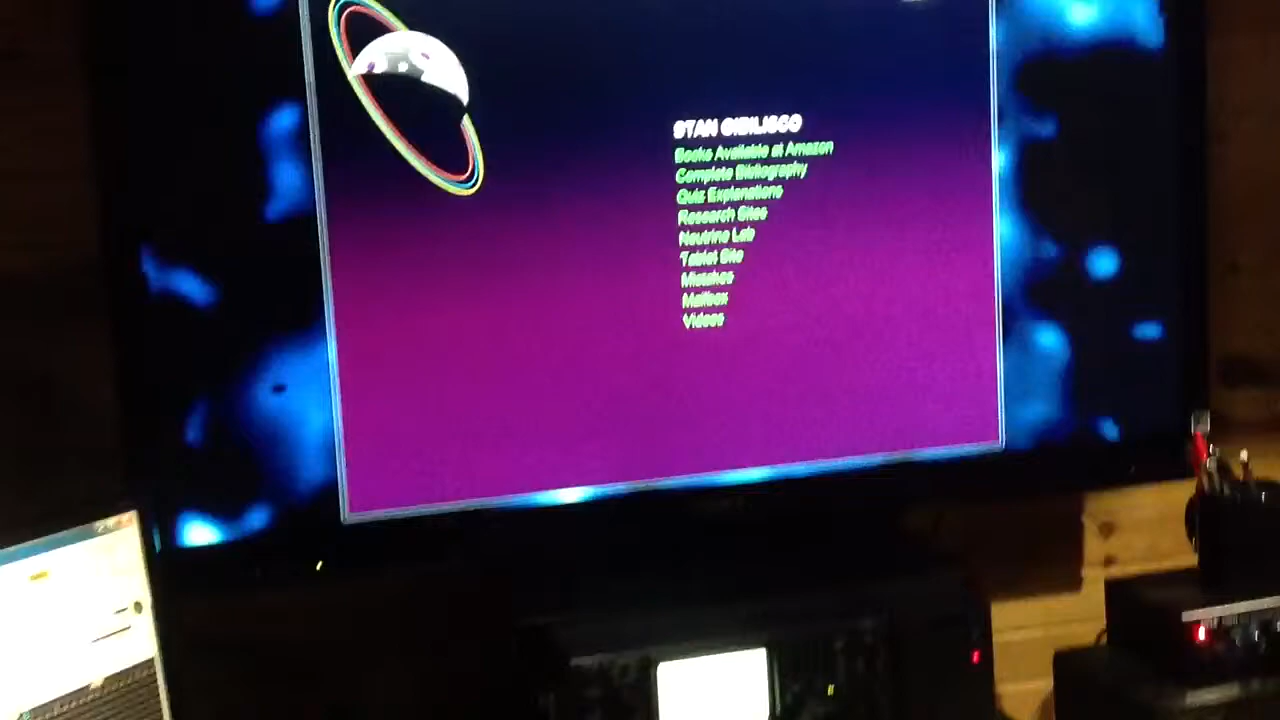 STAN GIBILISCO
Books Available at Amazon
Complete Bibliography
Quiz Explanations
Research Sites
Neutrino Lab
Tablet Site
Mistakes
Mailbox
Videos